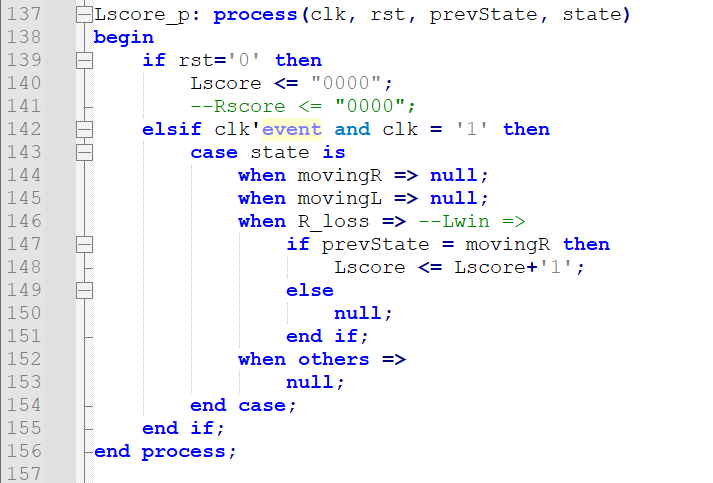 137 Lscore_p: process(clk, rst, prevState, state)
138 begin
139     if rst='0' then
140         Lscore <= "0000";
141         --Rscore <= "0000";
142     elsif clk'event and clk = '1' then
143         case state is
144             when movingR => null;
145             when movingL => null;
146             when R_loss => --Lwin =>
147                 if prevState = movingR then
148                     Lscore <= Lscore+'1';
149                 else
150                     null;
151                 end if;
152             when others =>
153                 null;
154         end case;
155     end if;
156 end process;
157